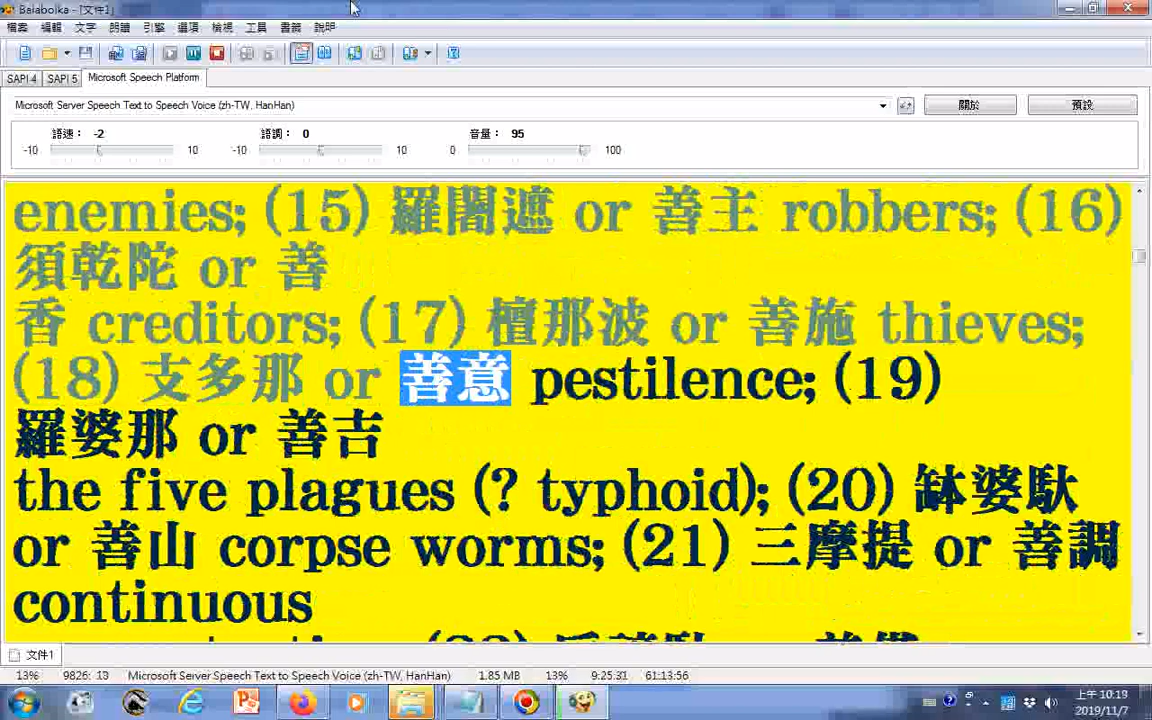 Balabolka - [文件1]
檔案 編輯 文字 朗讀 引擎 選項 檢視 工具 書籤 說明
SAPI 4 SAPI 5 Microsoft Speech Platform
Microsoft Server Speech Text to Speech Voice (zh-TW, HanHan) 關於 預設
語速： -2 語調： 0 音量： 95
-10 10 -10 10 0 100
enemies; (15) 羅闍遮 or 善主 robbers; (16)
須乾陀 or 善
香 creditors; (17) 檀那波 or 善施 thieves;
(18) 支多那 or 善意 pestilence; (19)
羅婆那 or 善吉
the five plagues (? typhoid); (20) 缽婆馱
or 善山 corpse worms; (21) 三摩提 or 善調
continuous
文件1
13% 9826: 13 Microsoft Server Speech Text to Speech Voice (zh-TW, HanHan) 1.85 MB 13% 9:25:31 61:13:56
上午 10:19
2019/11/7